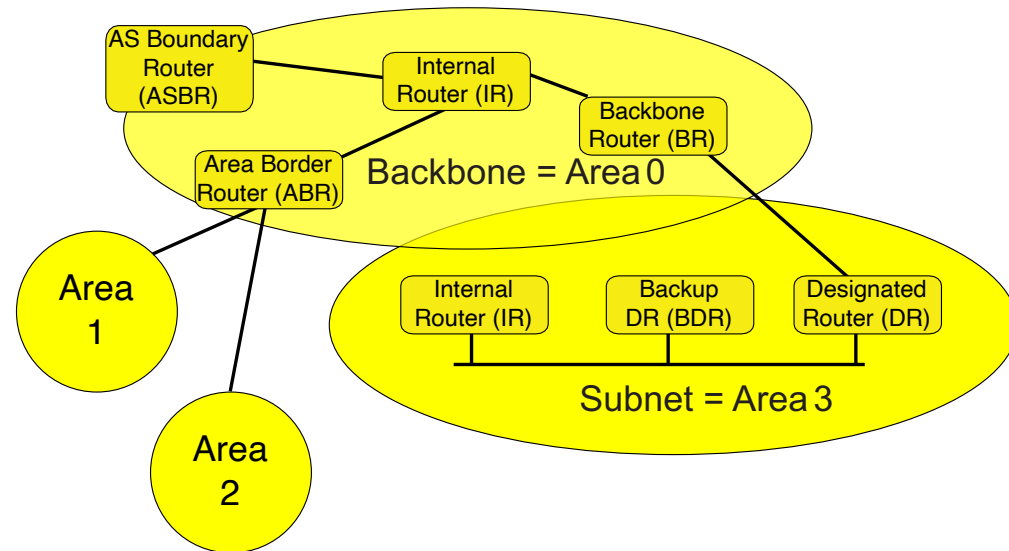 AS Boundary
Router
(ASBR)
Internal
Router (IR)
Backbone
Router (BR)
Area Border
Router (ABR)
Backbone = Area 0
Area
1
Area
2
Internal
Router (IR)
Backup
DR (BDR)
Designated
Router (DR)
Subnet = Area 3